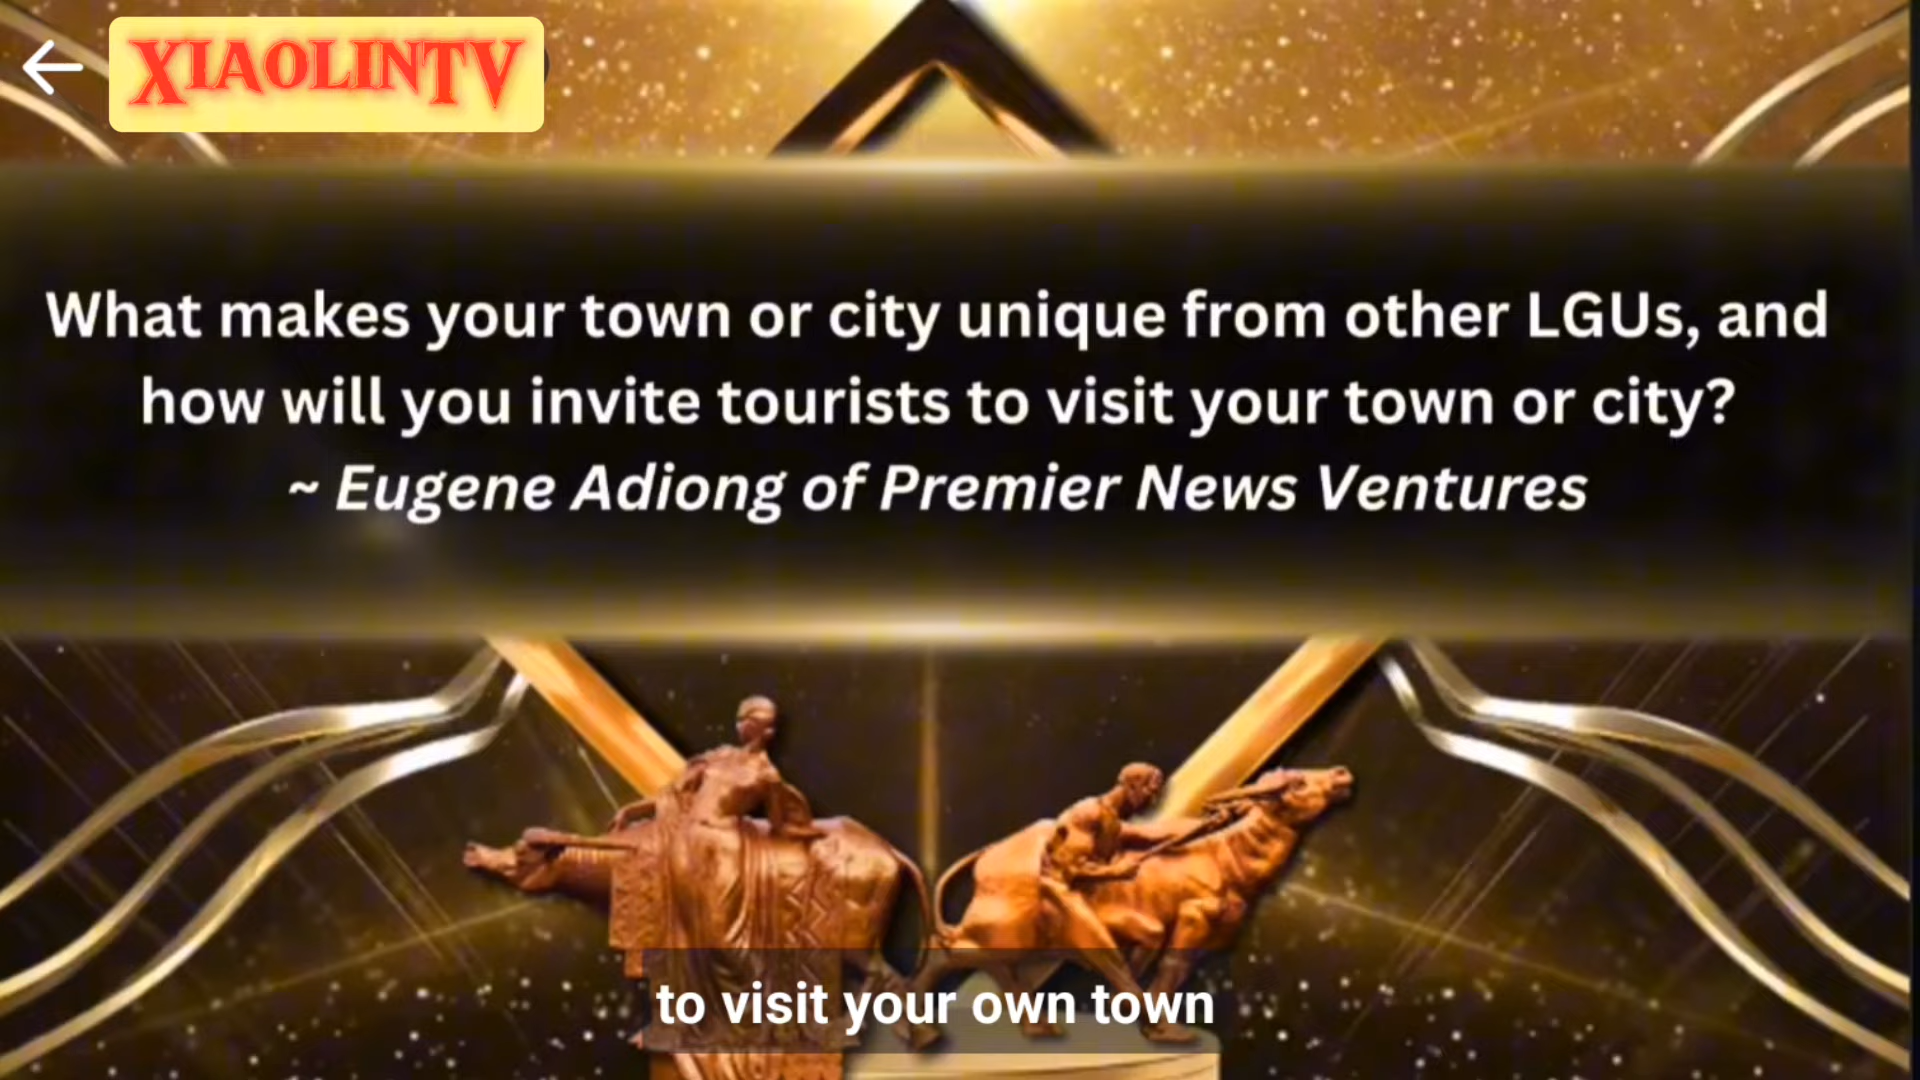 XIAOLINTV
What makes your town or city unique from other LGUs, and
how will you invite tourists to visit your town or city?
~ Eugene Adiong of Premier News Ventures
to visit your own town